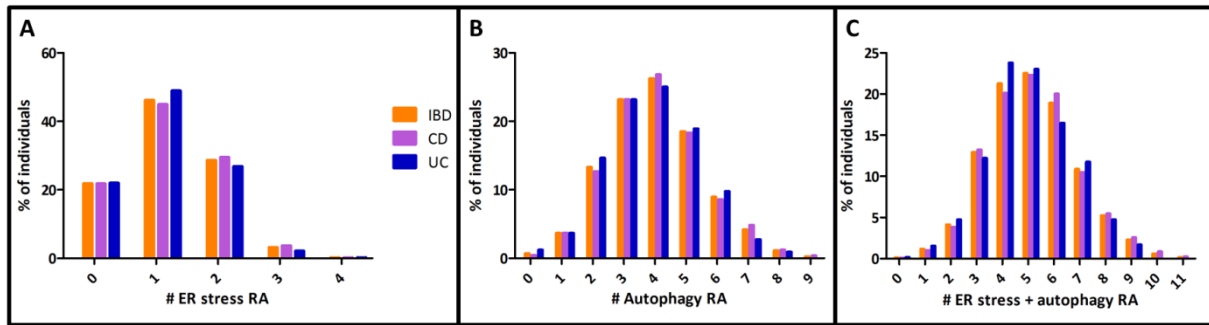 A
60
40
20
0
% of individuals
0 1 2 3 4
# ER stress RA
IBD
CD
UC
B
30
20
10
0
% of individuals
0 1 2 3 4 5 6 7 8 9
# Autophagy RA
C
25
20
15
10
5
0
% of individuals
0 1 2 3 4 5 6 7 8 9 10 11
# ER stress + autophagy RA